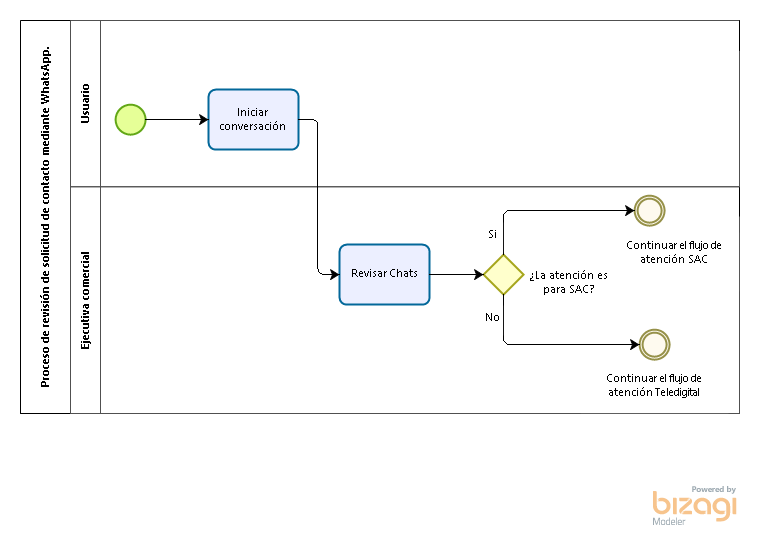 Proceso de revisión de solicitud de contacto mediante WhatsApp.
Usuario
Iniciar
conversación
Ejecutiva comercial
Revisar Chats
Si
¿La atención es
para SAC?
No
Continuar el flujo de
atención SAC
Continuar el flujo de
atención Teledigital
Powered by
bizagi
Modeler